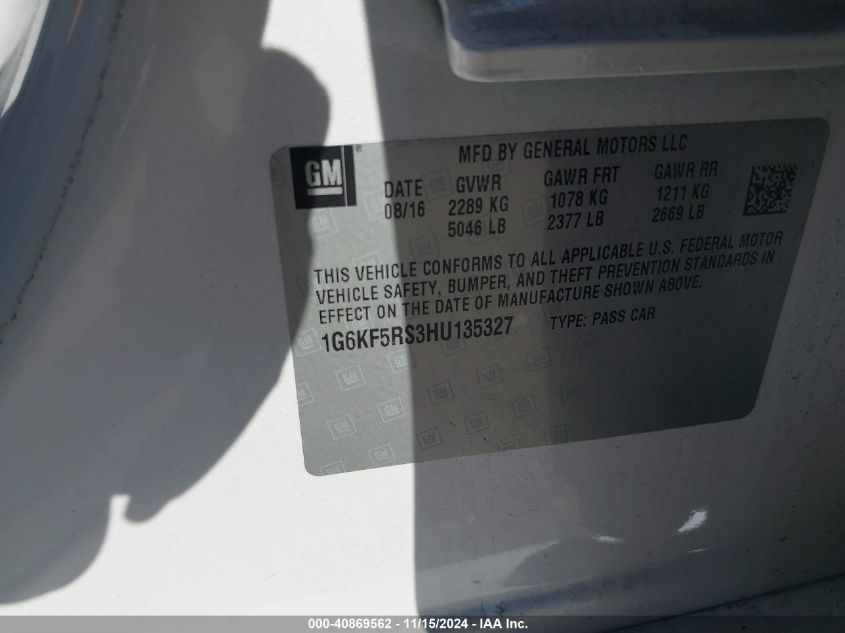 GM
MFD BY GENERAL MOTORS LLC
DATE GVWR GAWR FRT GAWR RR
08/16 2289 KG 1078 KG 1211 KG
5046 LB 2377 LB 2669 LB
THIS VEHICLE CONFORMS TO ALL APPLICABLE U.S. FEDERAL MOTOR
VEHICLE SAFETY, BUMPER, AND THEFT PREVENTION STANDARDS IN
EFFECT ON THE DATE OF MANUFACTURE SHOWN ABOVE.
1G6KF5RS3HU135327 TYPE: PASS CAR
000-40869562 - 11/15/2024 - IAA Inc.